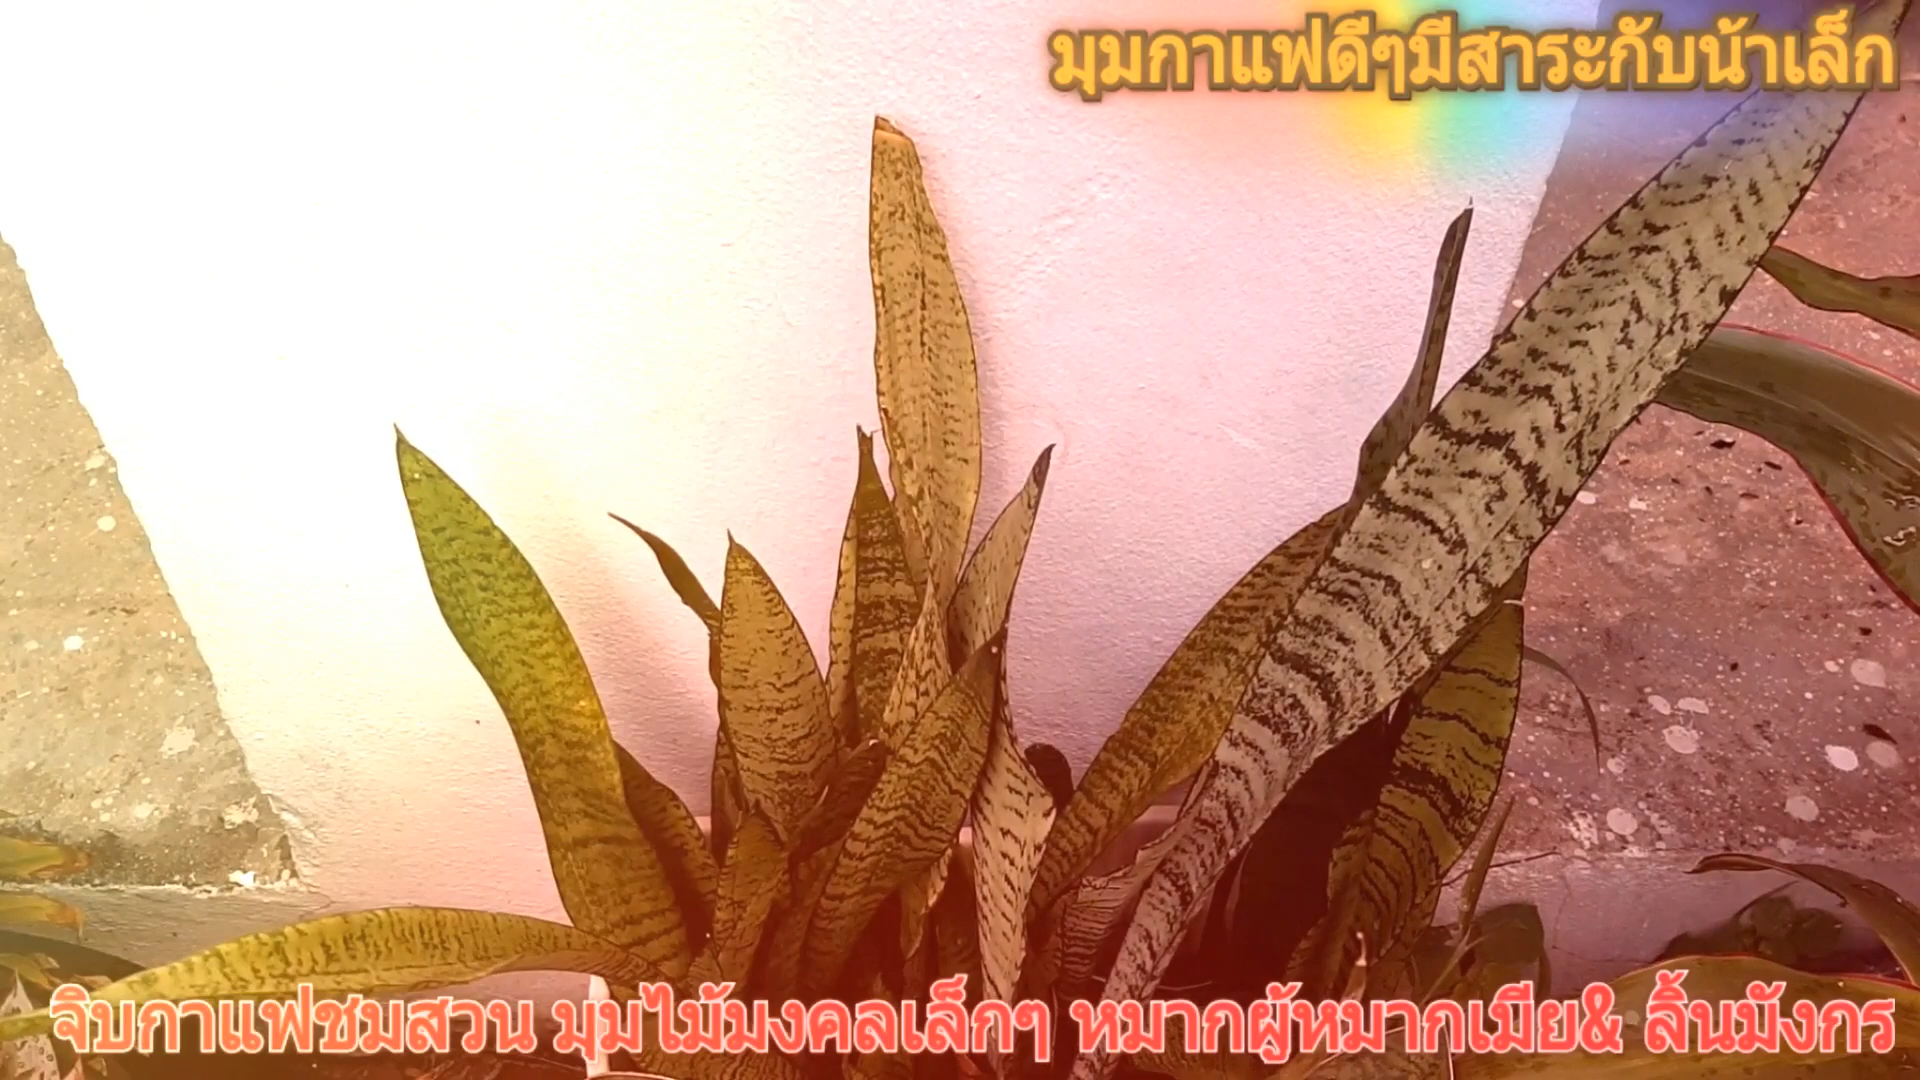 มุมกาแฟดีๆมีสาระกับน้าเล็ก
จิบกาแฟชมสวน มุมไม้มงคลเล็กๆ หมากผู้หมากเมีย& ลิ้นมังกร